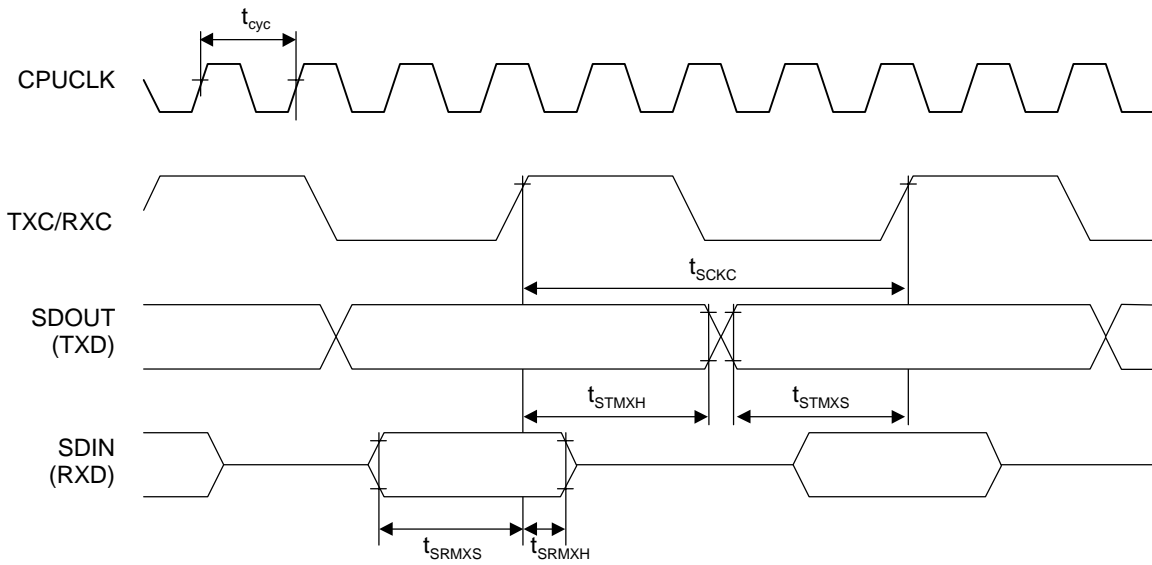 tcyc
CPUCLK
TXC/RXC
tSCKC
SDOUT
(TXD)
tSTMXH
tSTMXS
SDIN
(RXD)
tSRMXS
tSRMXH